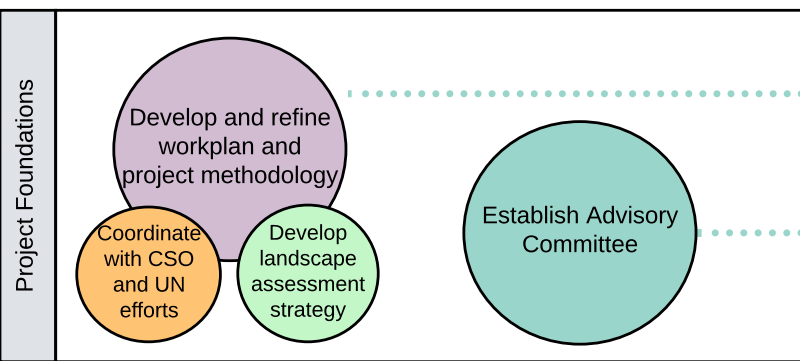 Project Foundations
Develop and refine
workplan and
project methodology
Coordinate
with CSO
and UN
efforts
Develop
landscape
assessment
strategy
Establish Advisory
Committee